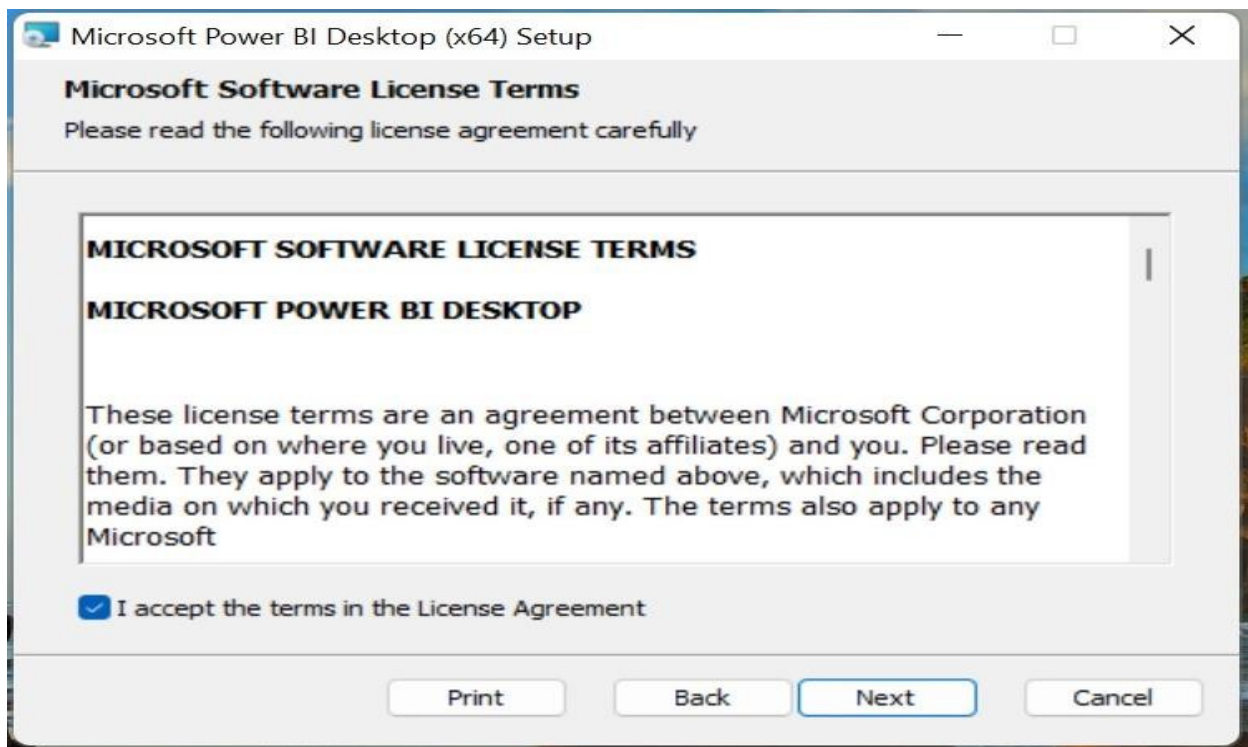 Microsoft Power BI Desktop (x64) Setup
Microsoft Software License Terms
Please read the following license agreement carefully
MICROSOFT SOFTWARE LICENSE TERMS
MICROSOFT POWER BI DESKTOP
These license terms are an agreement between Microsoft Corporation
(or based on where you live, one of its affiliates) and you. Please read
them. They apply to the software named above, which includes the
media on which you received it, if any. The terms also apply to any
Microsoft
I accept the terms in the License Agreement
Print Back Next Cancel